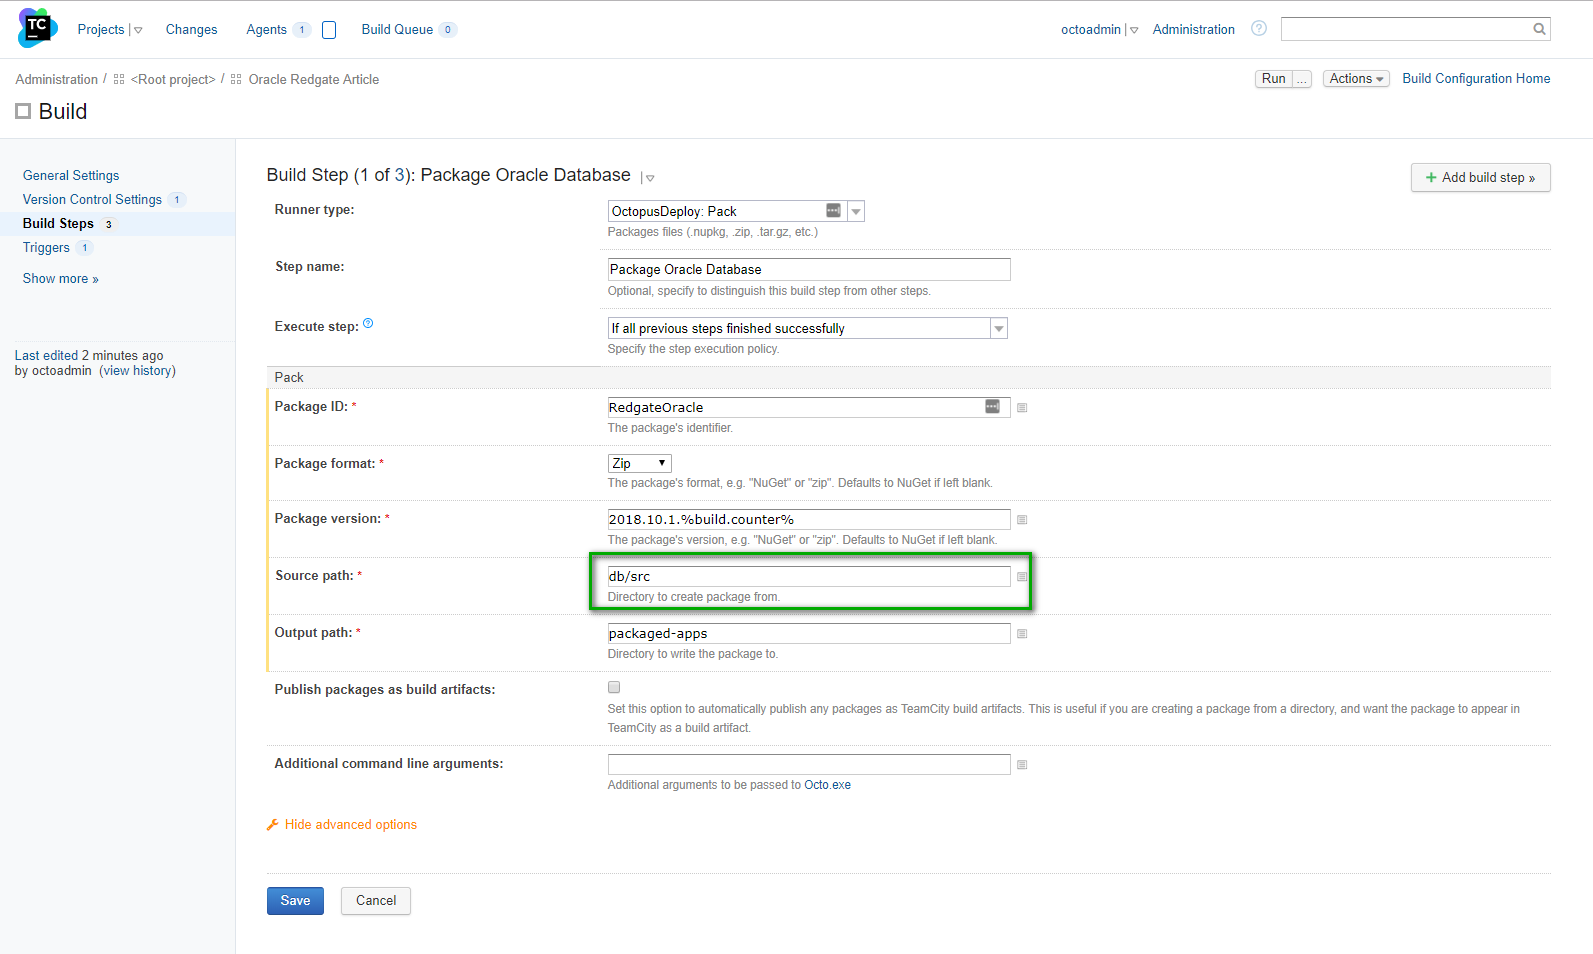 TC Projects Changes Agents 1 Build Queue 0 octoadmin Administration ?
Administration / <Root project> / Oracle Redgate Article Run ... Actions Build Configuration Home
Build
General Settings
Version Control Settings 1
Build Steps 3
Triggers 1
Show more »
Last edited 2 minutes ago
by octoadmin (view history)
Build Step (1 of 3): Package Oracle Database + Add build step »
Runner type: OctopusDeploy: Pack
Packages files (.nupkg, .zip, .tar.gz, etc.)
Step name: Package Oracle Database
Optional, specify to distinguish this build step from other steps.
Execute step: ? If all previous steps finished successfully
Specify the step execution policy.
Pack
Package ID: * RedgateOracle
The package's identifier.
Package format: * Zip
The package's format, e.g. "NuGet" or "zip". Defaults to NuGet if left blank.
Package version: * 2018.10.1.%build.counter%
The package's version, e.g. "NuGet" or "zip". Defaults to NuGet if left blank.
Source path: * db/src
Directory to create package from.
Output path: * packaged-apps
Directory to write the package to.
Publish packages as build artifacts:
Set this option to automatically publish any packages as TeamCity build artifacts. This is useful if you are creating a package from a directory, and want the package to appear in
TeamCity as a build artifact.
Additional command line arguments:
Additional arguments to be passed to Octo.exe
Hide advanced options
Save Cancel